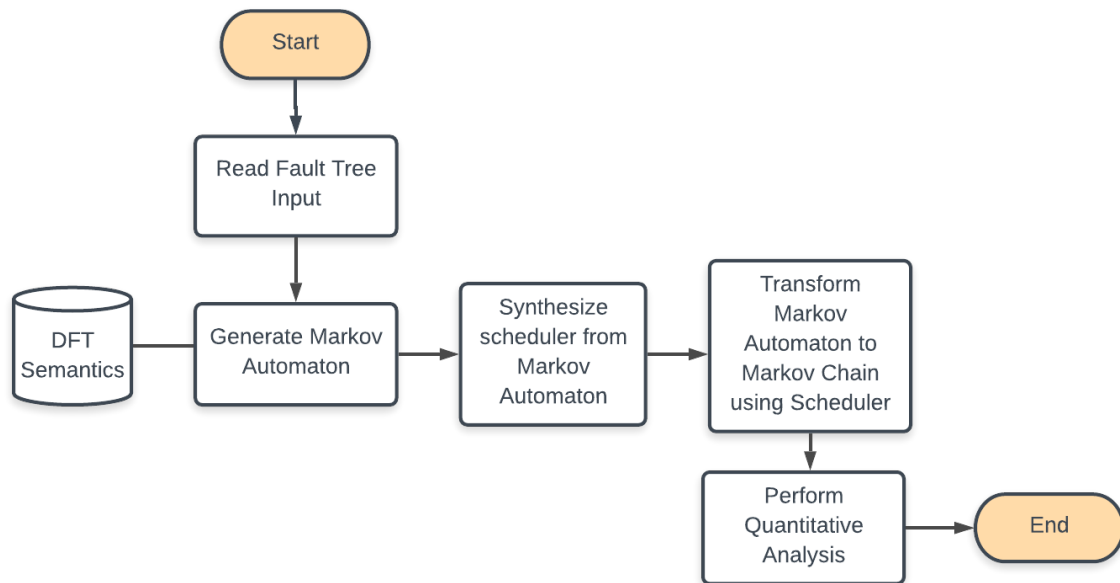 Start
Read Fault Tree
Input
DFT
Semantics
Generate Markov
Automaton
Synthesize
scheduler from
Markov
Automaton
Transform
Markov
Automaton to
Markov Chain
using Scheduler
Perform
Quantitative
Analysis
End